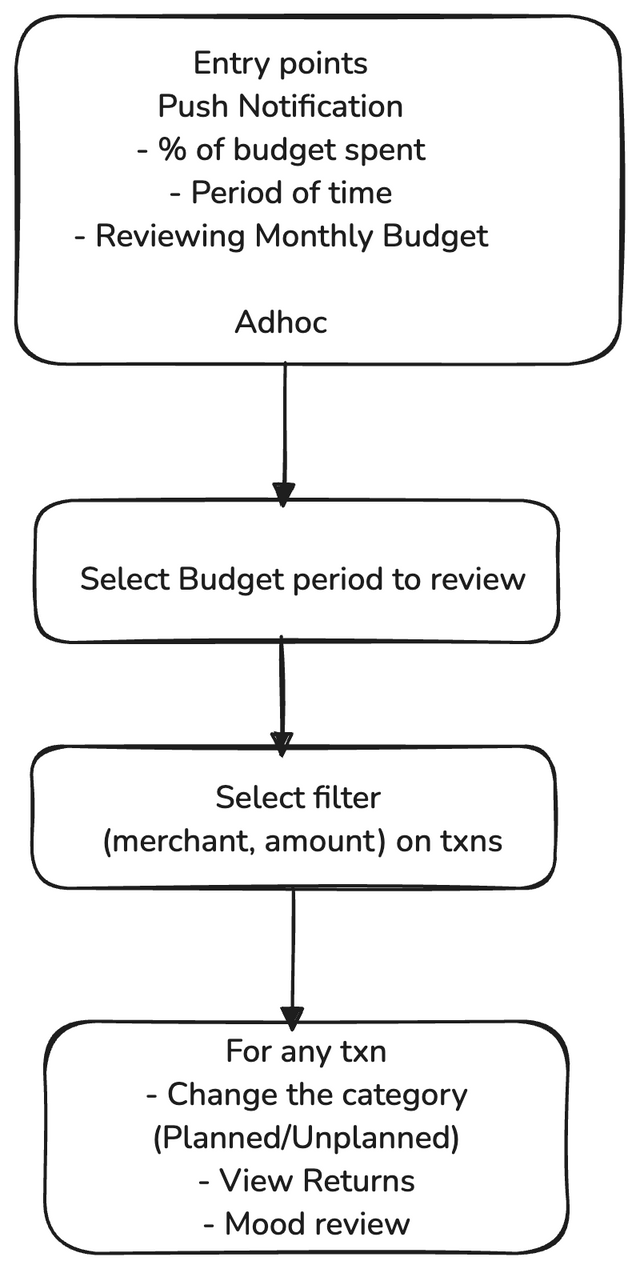 Entry points
Push Notification
- % of budget spent
- Period of time
- Reviewing Monthly Budget
Adhoc
Select Budget period to review
Select filter
(merchant, amount) on txns
For any txn
- Change the category
(Planned/Unplanned)
- View Returns
- Mood review